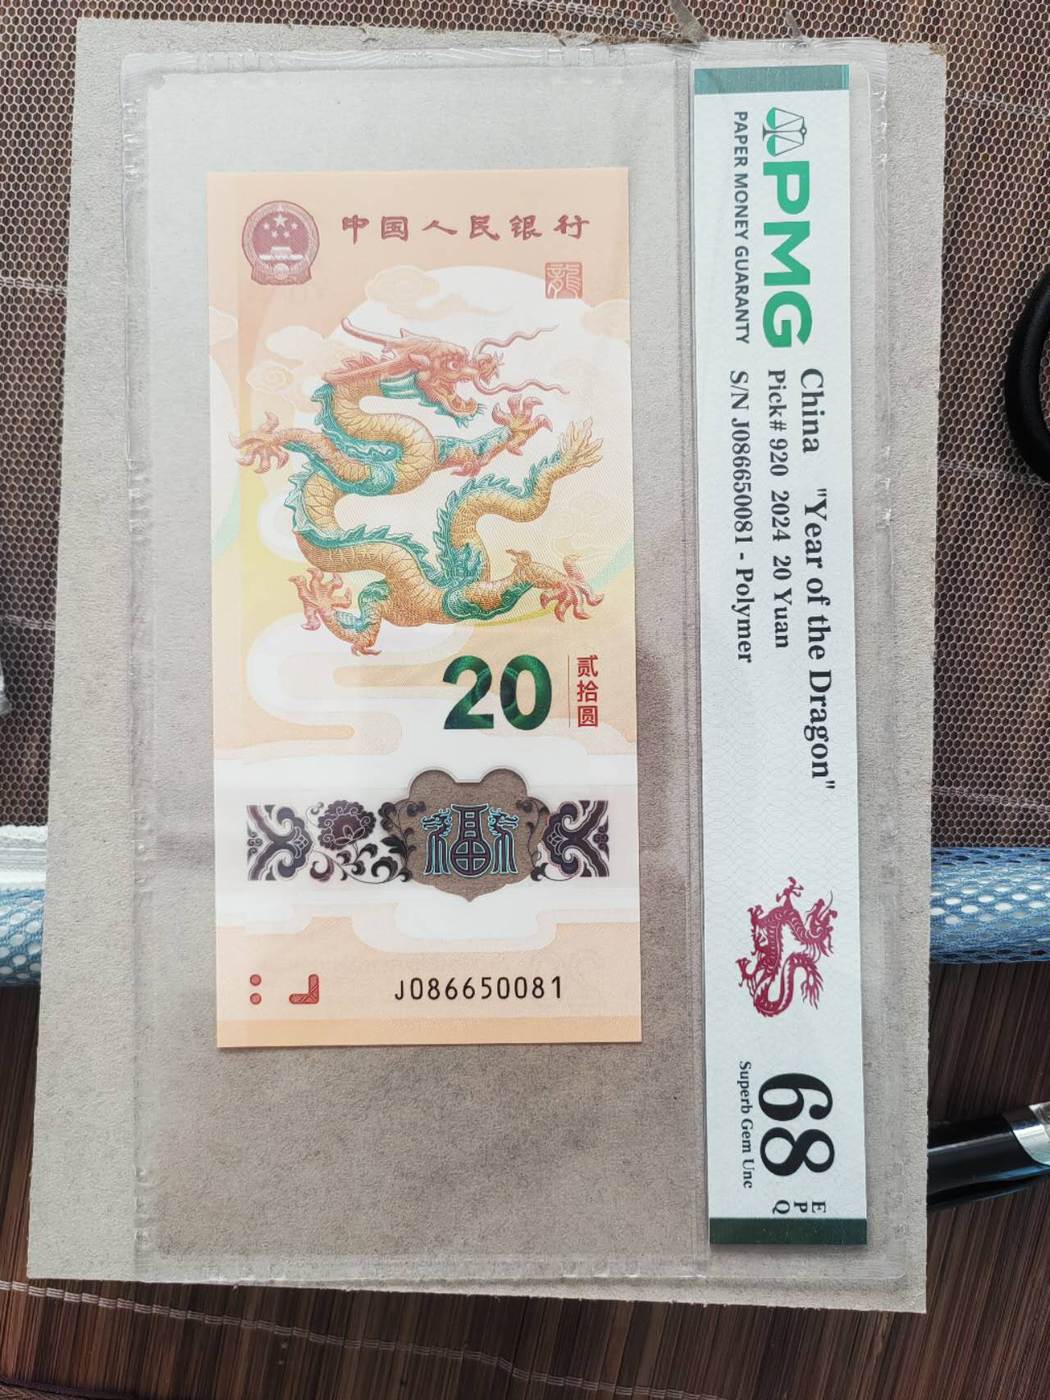 中国人民银行
龍
20
贰拾圆
J086650081
PMG
PAPER MONEY GUARANTY
China "Year of the Dragon"
Pick# 920 2024 20 Yuan
S/N J086650081 - Polymer
68
EPQ
Superb Gem Unc